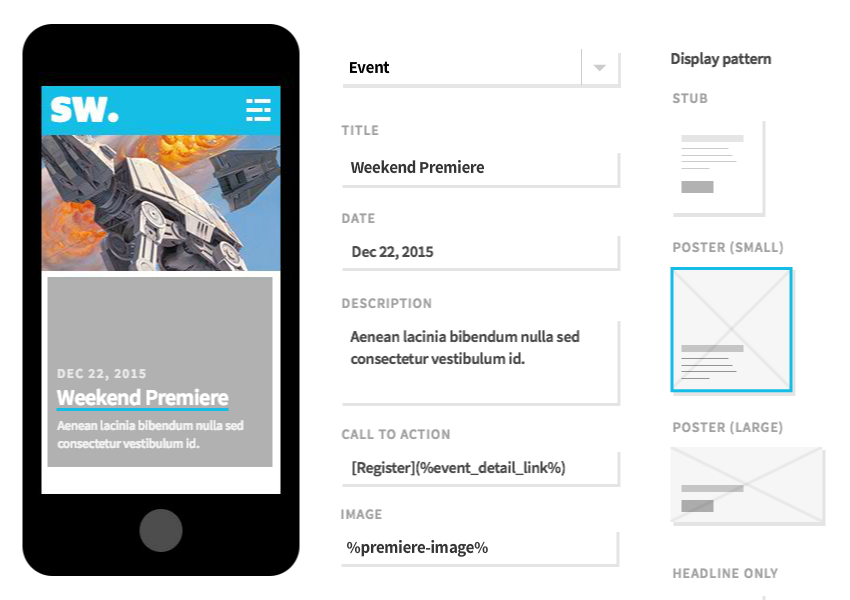 SW.
DEC 22, 2015
Weekend Premiere
Aenean lacinia bibendum nulla sed
consectetur vestibulum id.
Event
TITLE
Weekend Premiere
DATE
Dec 22, 2015
DESCRIPTION
Aenean lacinia bibendum nulla sed
consectetur vestibulum id.
CALL TO ACTION
[Register](%event_detail_link%)
IMAGE
%premiere-image%
Display pattern
STUB
POSTER (SMALL)
POSTER (LARGE)
HEADLINE ONLY